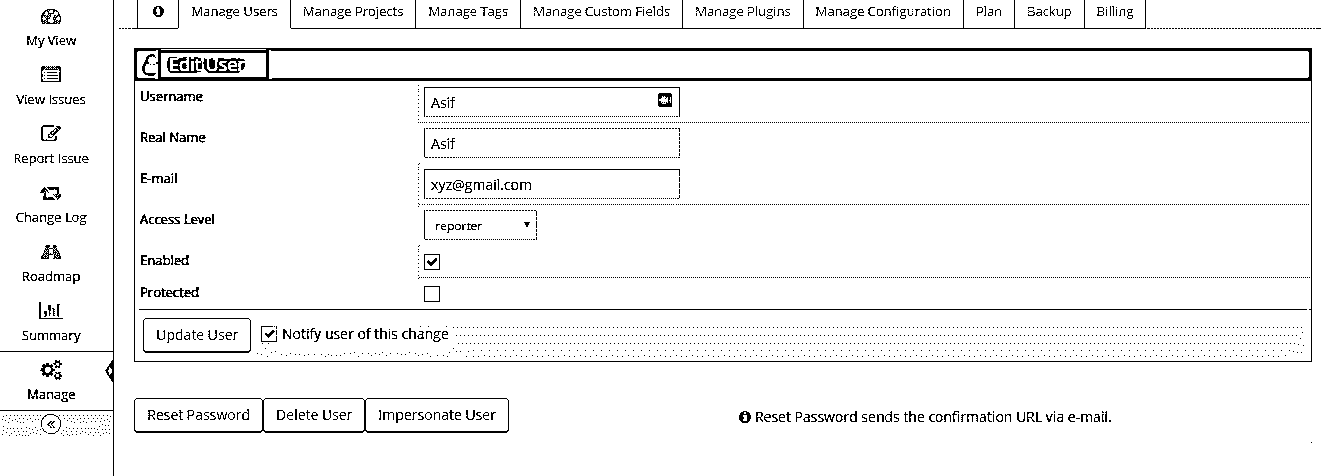 Manage Users Manage Projects Manage Tags Manage Custom Fields Manage Plugins Manage Configuration Plan Backup Billing
My View
View Issues
Report Issue
Change Log
Roadmap
Summary
Manage
Edit User
Username Asif
Real Name Asif
E-mail xyz@gmail.com
Access Level reporter
Enabled
Protected
Update User Notify user of this change
Reset Password Delete User Impersonate User Reset Password sends the confirmation URL via e-mail.